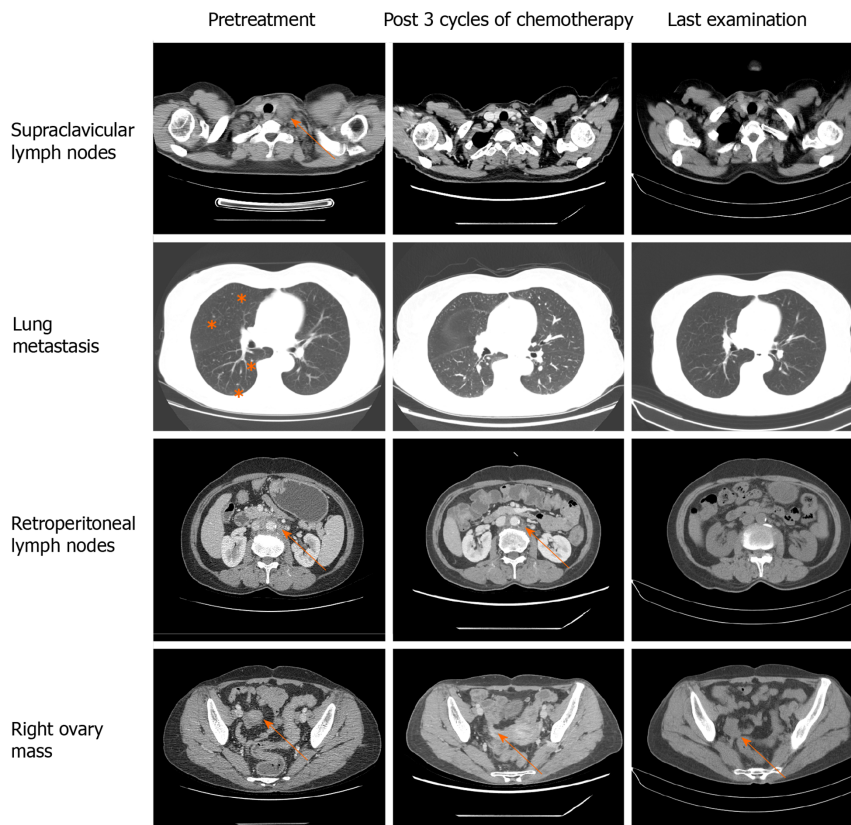 Pretreatment
Post 3 cycles of chemotherapy
Last examination
Supraclavicular
lymph nodes
Lung
metastasis
Retroperitoneal
lymph nodes
Right ovary
mass